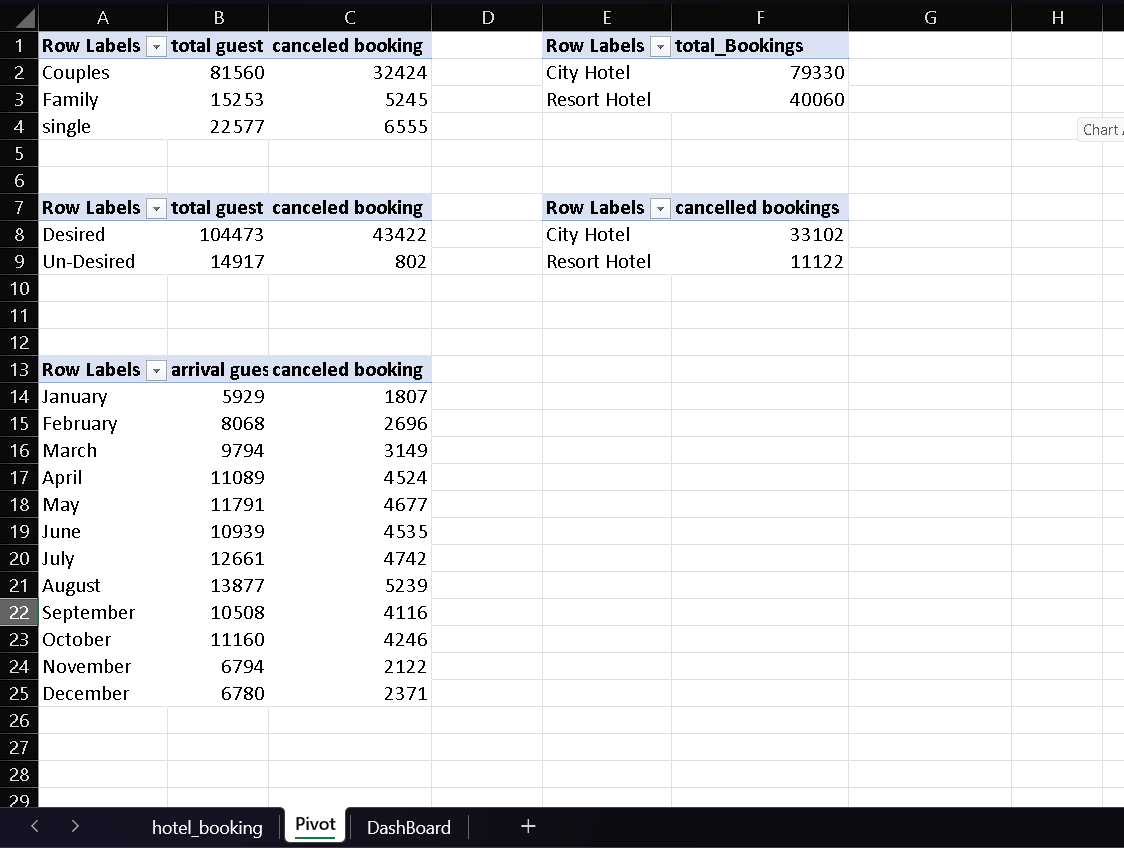 A B C D E F G H
1 Row Labels total guest canceled booking Row Labels total_Bookings
2 Couples 81560 32424 City Hotel 79330
3 Family 15253 5245 Resort Hotel 40060
4 single 22577 6555
Chart
5
6
7 Row Labels total guest canceled booking Row Labels cancelled bookings
8 Desired 104473 43422 City Hotel 33102
9 Un-Desired 14917 802 Resort Hotel 11122
10
11
12
13 Row Labels arrival gues canceled booking
14 January 5929 1807
15 February 8068 2696
16 March 9794 3149
17 April 11089 4524
18 May 11791 4677
19 June 10939 4535
20 July 12661 4742
21 August 13877 5239
22 September 10508 4116
23 October 11160 4246
24 November 6794 2122
25 December 6780 2371
26
27
28
29
hotel_booking Pivot DashBoard +